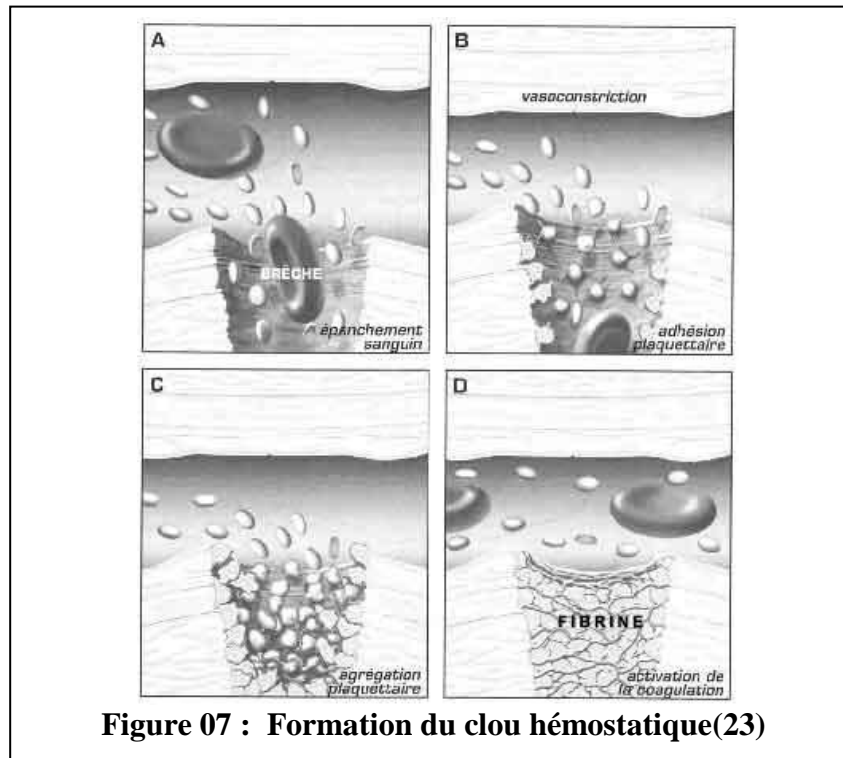 A
BRÈCHE
épanchement
sanguin
B
vasoconstriction
adhésion
plaquettaire
C
agrégation
plaquettaire
D
FIBRINE
activation de
la coagulation
Figure 07 : Formation du clou hémostatique(23)